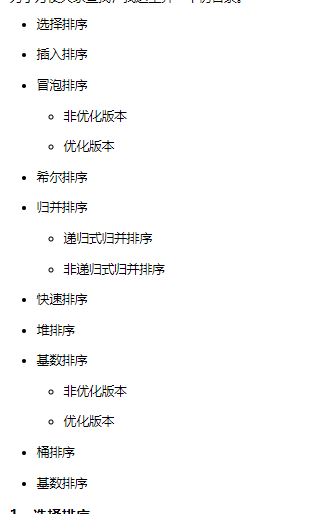 选择排序
插入排序
冒泡排序
非优化版本
优化版本
希尔排序
归并排序
递归式归并排序
非递归式归并排序
快速排序
堆排序
基数排序
非优化版本
优化版本
桶排序
基数排序